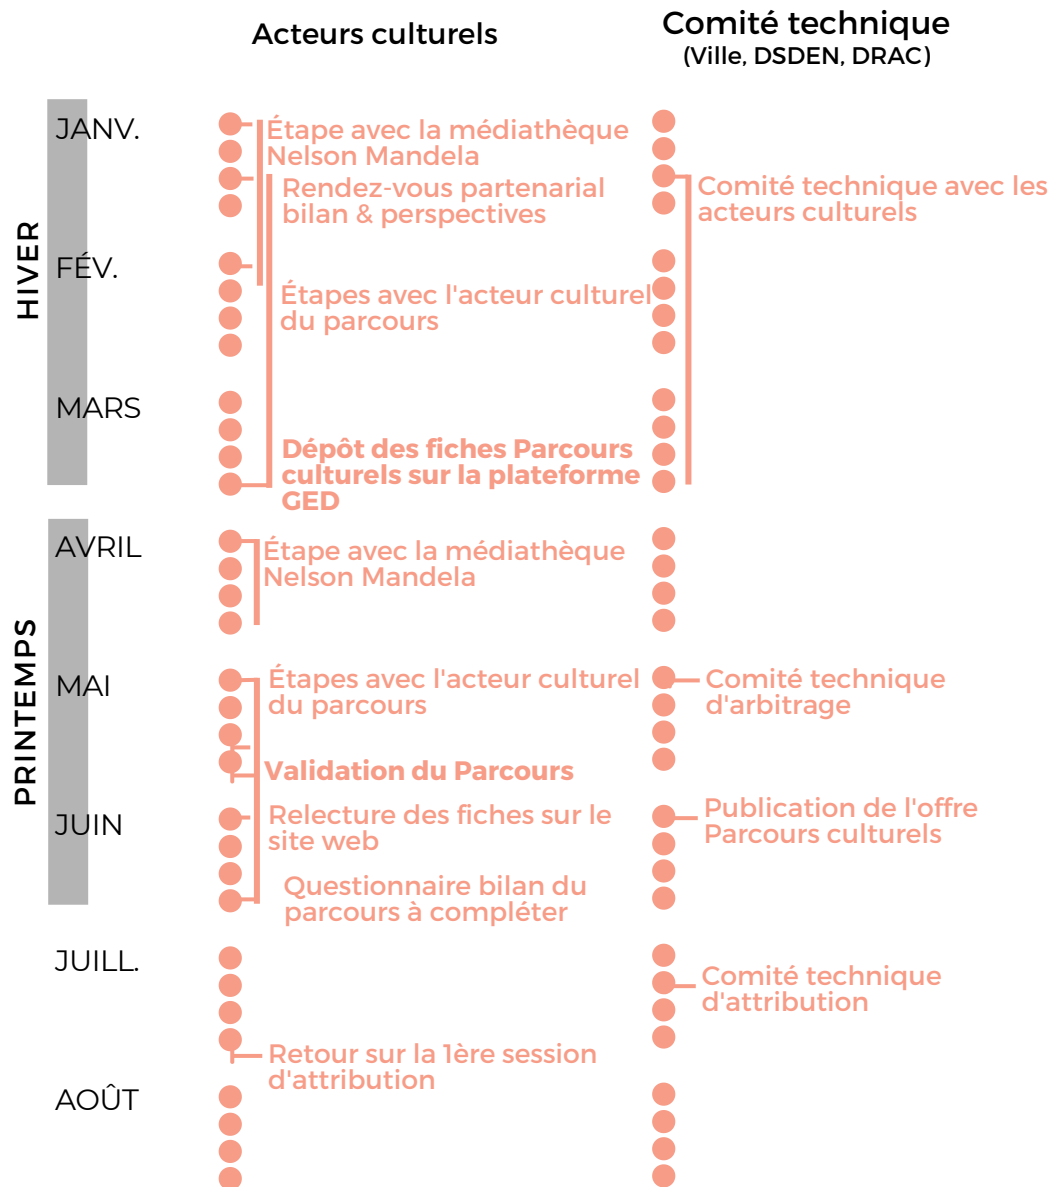 Acteurs culturels
Comité technique
(Ville, DSDEN, DRAC)
HIVER
JANV.
Étape avec la médiathèque
Nelson Mandela
Rendez-vous partenarial
bilan & perspectives
Comité technique avec les
acteurs culturels
FÉV.
Étapes avec l'acteur culturel
du parcours
MARS
Dépôt des fiches Parcours
culturels sur la plateforme
GED
PRINTEMPS
AVRIL
Étape avec la médiathèque
Nelson Mandela
MAI
Étapes avec l'acteur culturel
du parcours
Comité technique
d'arbitrage
Validation du Parcours
JUIN
Relecture des fiches sur le
site web
Publication de l'offre
Parcours culturels
Questionnaire bilan du
parcours à compléter
JUILL.
Comité technique
d'attribution
Retour sur la 1ère session
d'attribution
AOÛT